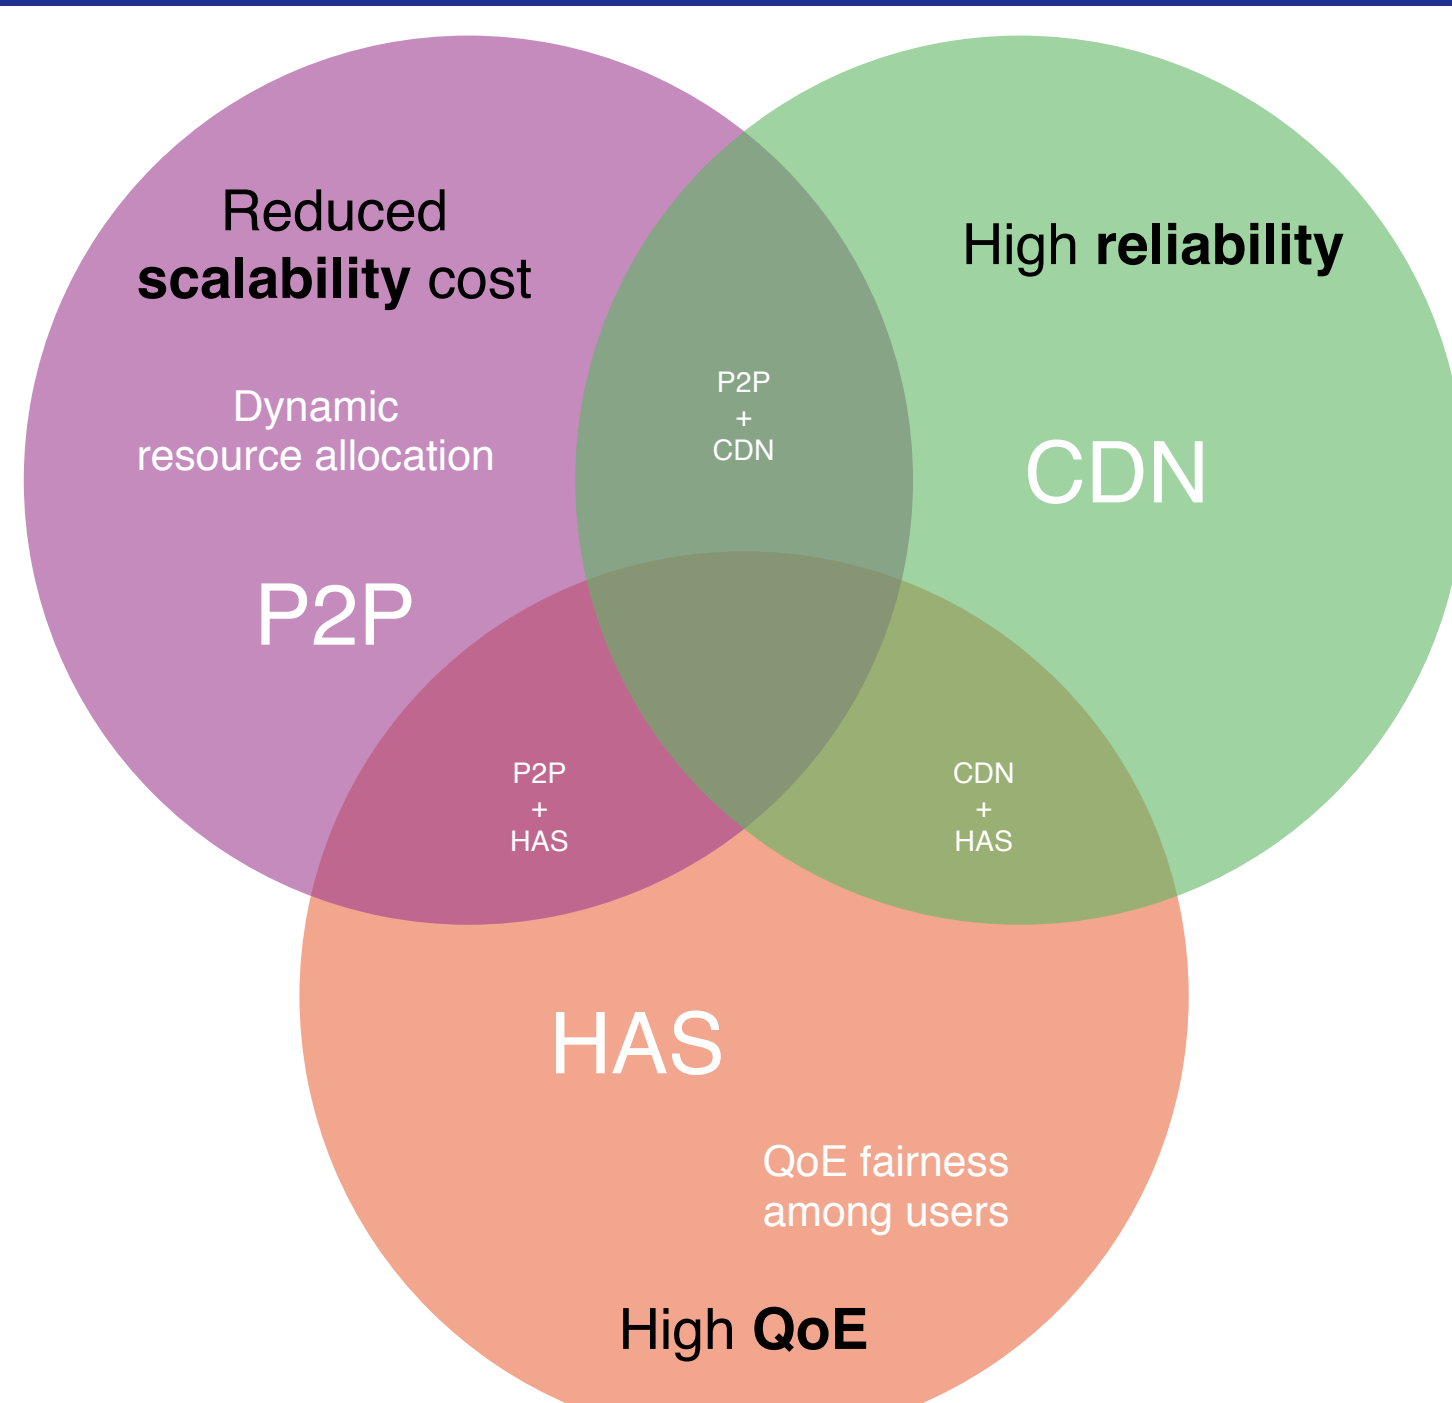 Reduced
scalability cost
Dynamic
resource allocation
P2P
High reliability
CDN
P2P
+
CDN
P2P
+
HAS
CDN
+
HAS
HAS
QoE fairness
among users
High QoE